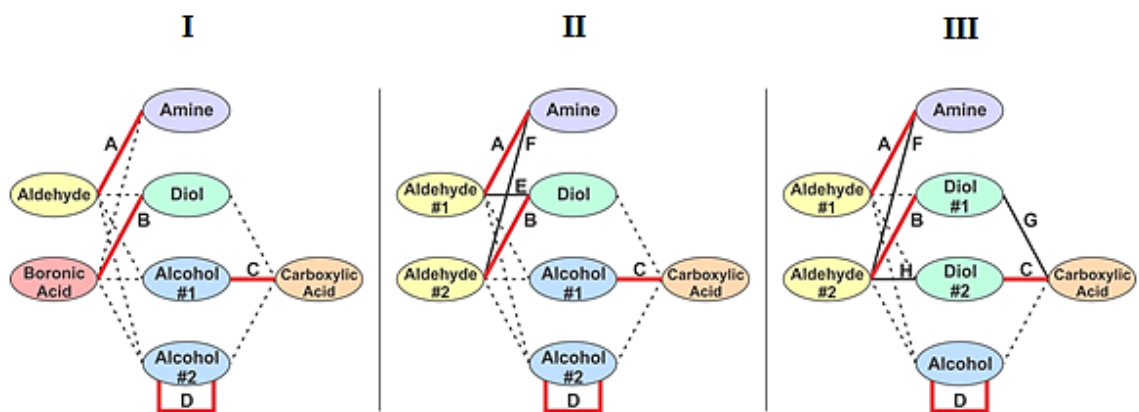 I
II
III
Amine
A
Aldehyde
Diol
B
Boronic
Acid
Alcohol
#1
C
Carboxylic
Acid
Alcohol
#2
D
Amine
A
F
Aldehyde
#1
E
Diol
B
Aldehyde
#2
Alcohol
#1
C
Carboxylic
Acid
Alcohol
#2
D
Amine
A
F
Aldehyde
#1
Diol
#1
B
G
Aldehyde
#2
H
Diol
#2
C
Carboxylic
Acid
Alcohol
D